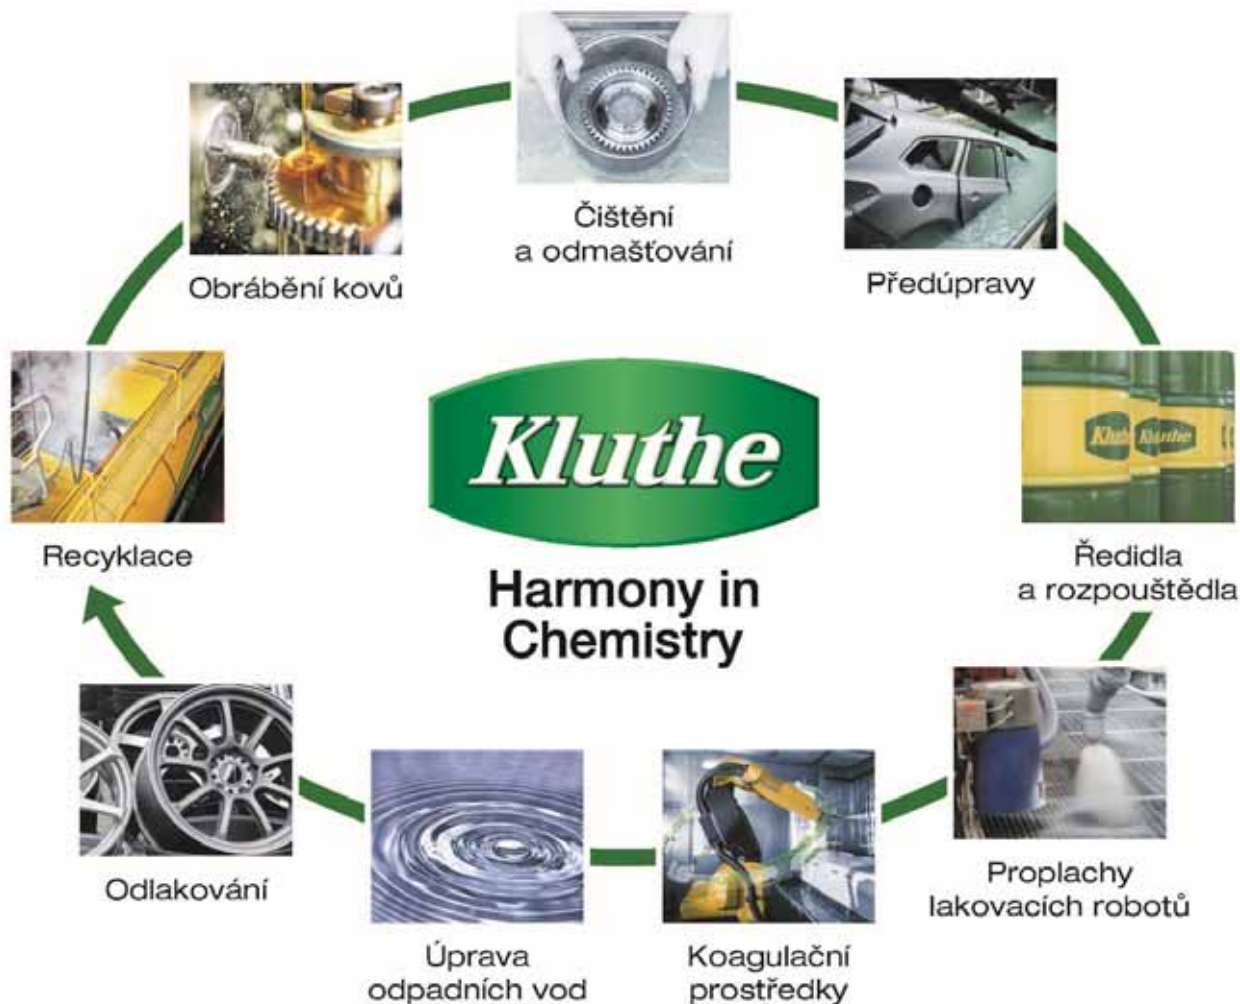 Čištění
a odmašťování
Obrábění kovů
Předúpravy
Kluthe
Harmony in
Chemistry
Kluthe
Recyklace
Ředidla
a rozpouštědla
Odlakování
Proplachy
lakovacích robotů
Úprava
odpadních vod
Koagulační
prostředky